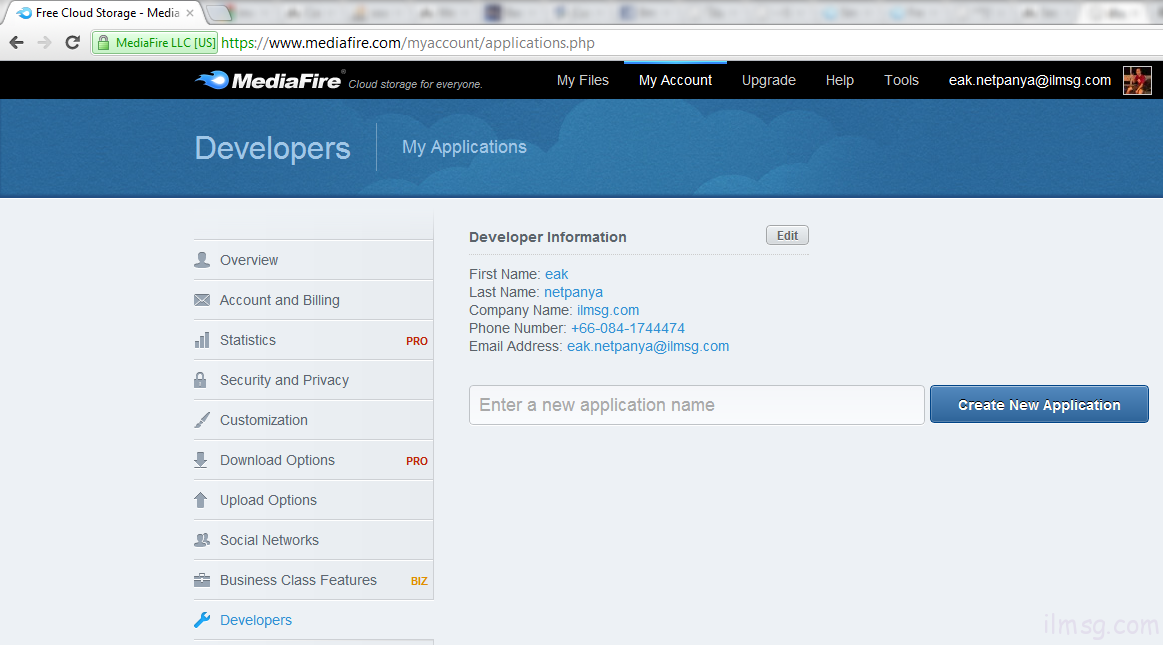 Free Cloud Storage - Media
MediaFire LLC [US] https://www.mediafire.com/myaccount/applications.php
MediaFire® Cloud storage for everyone. My Files My Account Upgrade Help Tools eak.netpanya@ilmsg.com
Developers My Applications
Developer Information Edit
Overview
Account and Billing
Statistics PRO
Security and Privacy
Customization
Download Options PRO
Upload Options
Social Networks
Business Class Features BIZ
Developers
First Name: eak
Last Name: netpanya
Company Name: ilmsg.com
Phone Number: +66-084-1744474
Email Address: eak.netpanya@ilmsg.com
Enter a new application name Create New Application
ilmsg.com